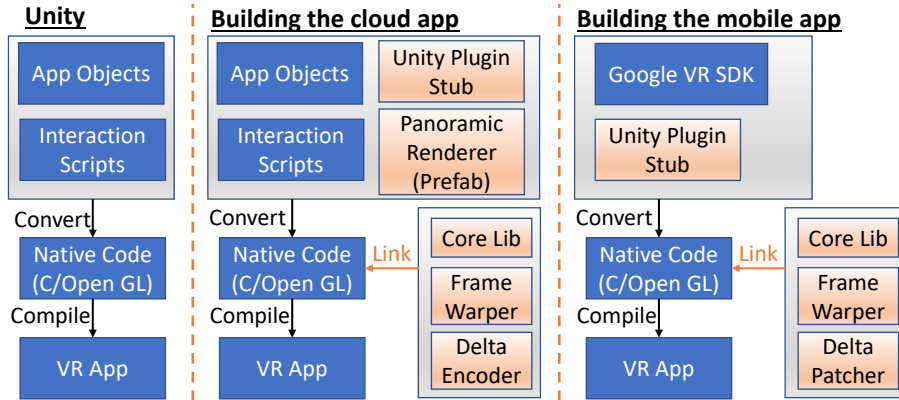 Unity
App Objects
Interaction
Scripts
Convert
Native Code
(C/Open GL)
Compile
VR App
Building the cloud app
App Objects
Unity Plugin
Stub
Interaction
Scripts
Panoramic
Renderer
(Prefab)
Convert
Native Code
(C/Open GL)
Link
Core Lib
Frame
Warper
Delta
Encoder
Compile
VR App
Building the mobile app
Google VR SDK
Unity Plugin
Stub
Convert
Native Code
(C/Open GL)
Link
Core Lib
Frame
Warper
Delta
Patcher
Compile
VR App